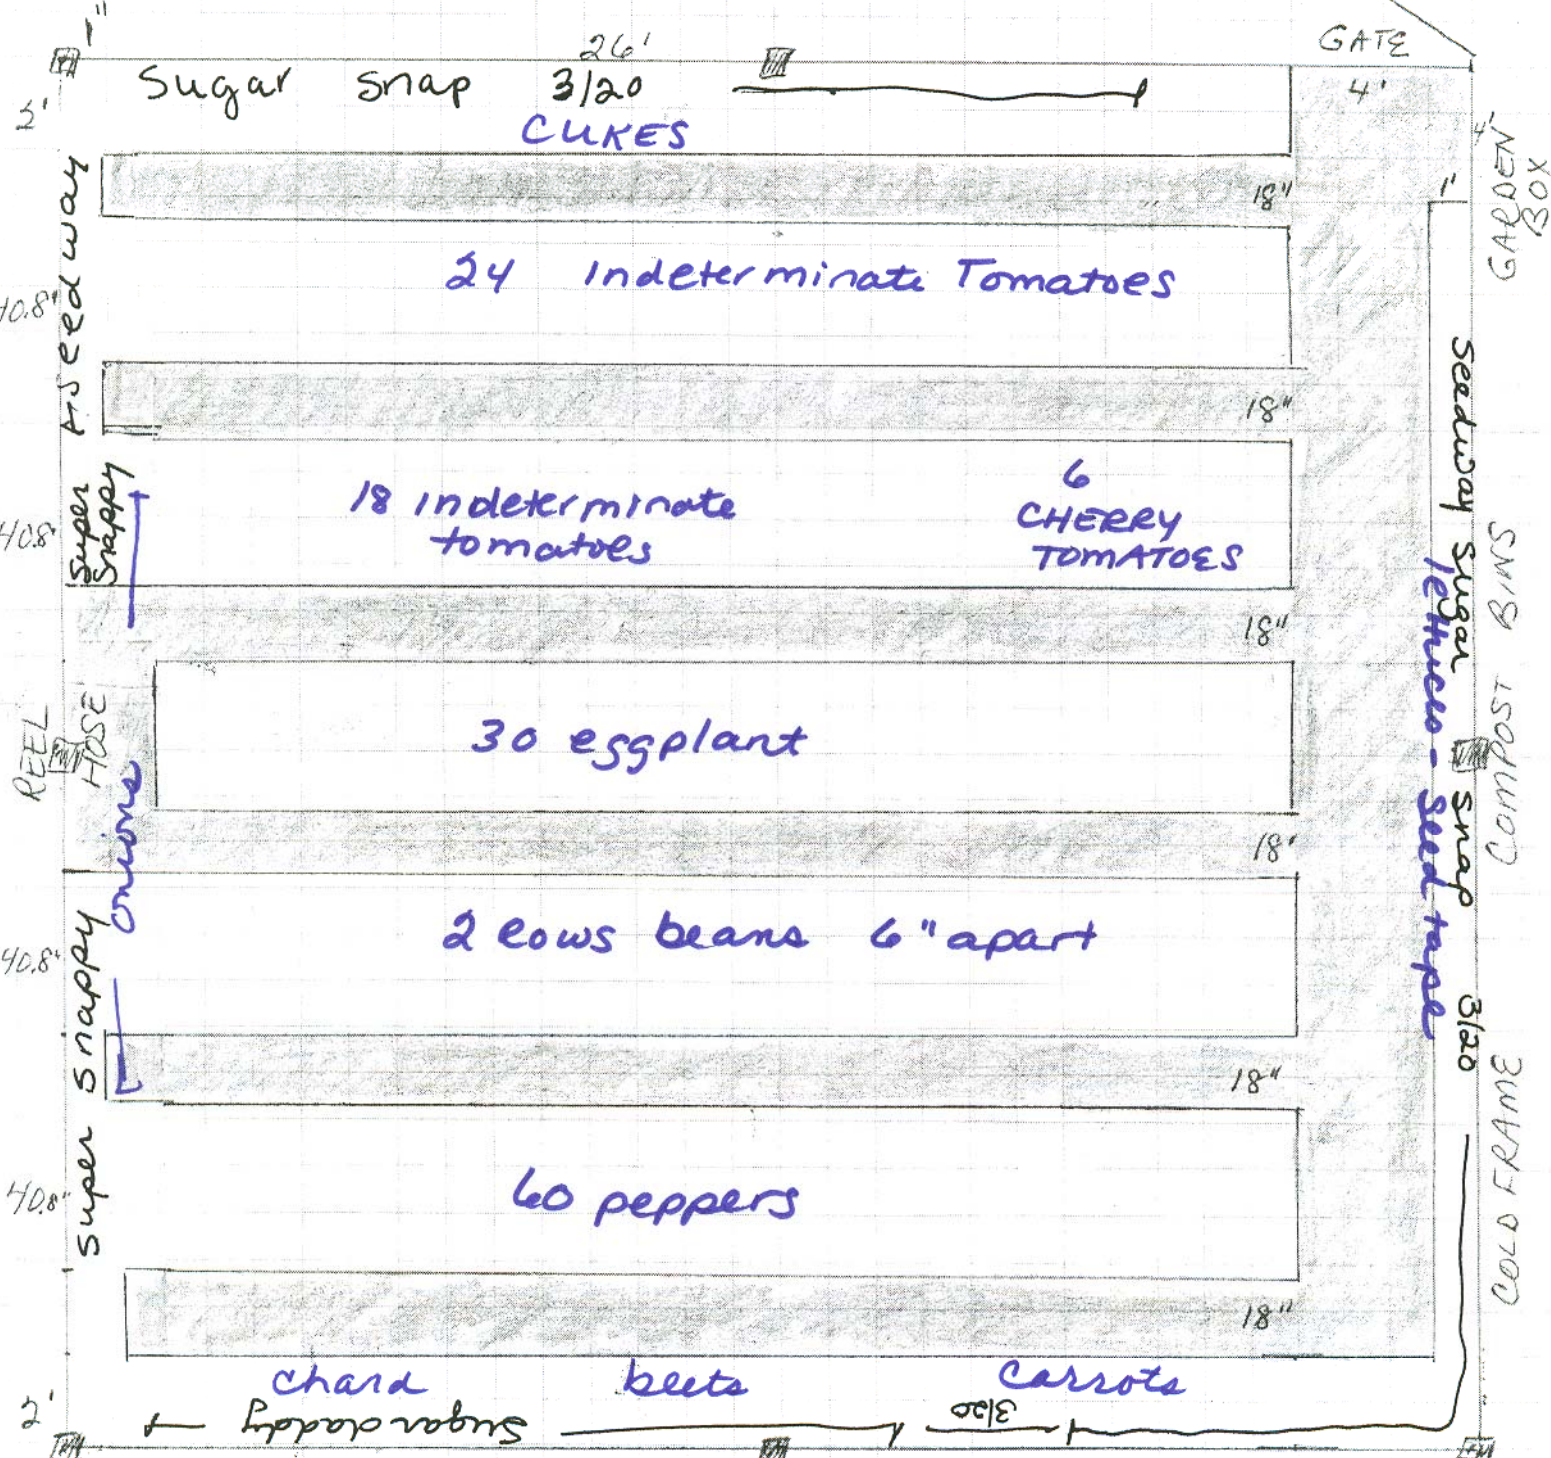 1"
26'
GATE
Sugar Snap 3/20
4'
2'
CUKES
4'
18"
1"
GARDEN
BOX
24 Indeterminate Tomatoes
40.8"
Seedway
18"
18 indeterminate
tomatoes
6
CHERRY
TOMATOES
40.8"
Super
Snappy
18"
Seedway Sugar Snap 3/20
lettuces - Seed tape
COMPOST BINS
REEL
HOSE
30 eggplant
onions
18"
2 rows beans 6" apart
40.8"
Super Snappy
18"
COLD FRAME
60 peppers
40.8"
18"
chard beets carrots
2'
Sugar daddy
3/20